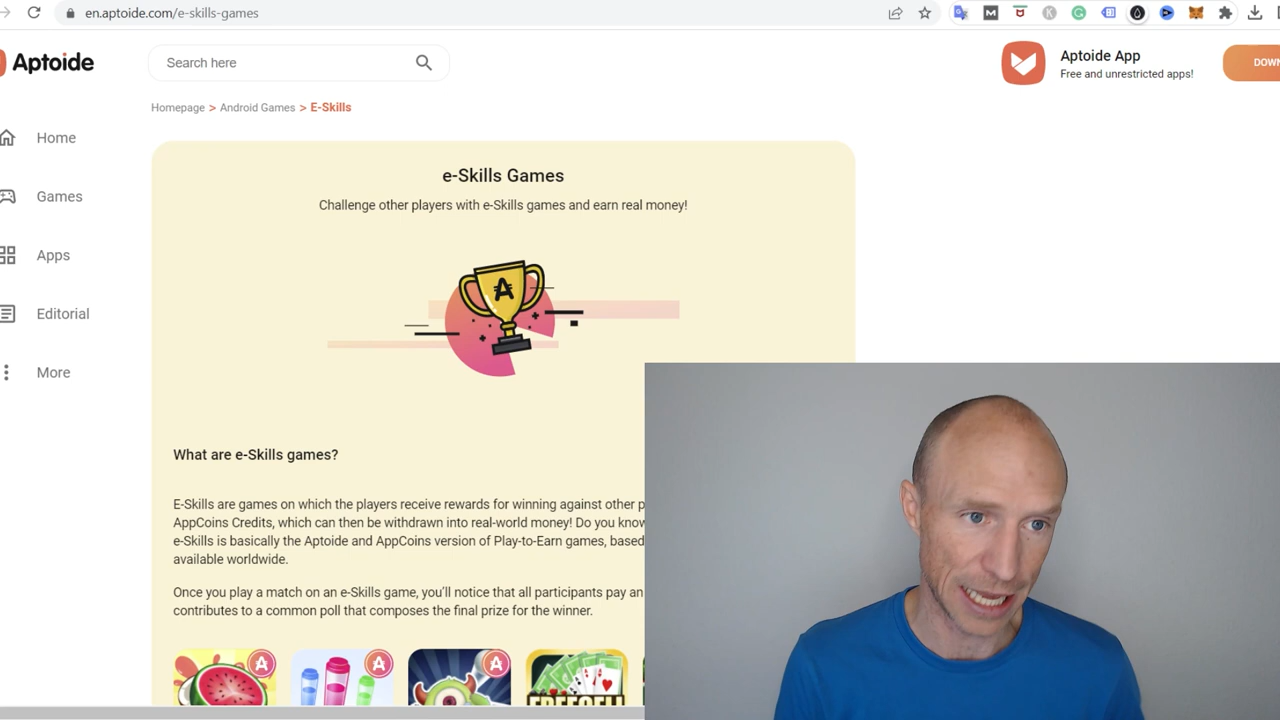 en.aptoide.com/e-skills-games
Aptoide
Search here
Aptoide App
Free and unrestricted apps!
Homepage > Android Games > E-Skills
Home
Games
Apps
Editorial
More
e-Skills Games
Challenge other players with e-Skills games and earn real money!
What are e-Skills games?
E-Skills are games on which the players receive rewards for winning against other
AppCoins Credits, which can then be withdrawn into real-world money! Do you
e-Skills is basically the Aptoide and AppCoins version of Play-to-Earn games, based
available worldwide.
Once you play a match on an e-Skills game, you'll notice that all participants pay an
contributes to a common poll that composes the final prize for the winner.
FREECELL